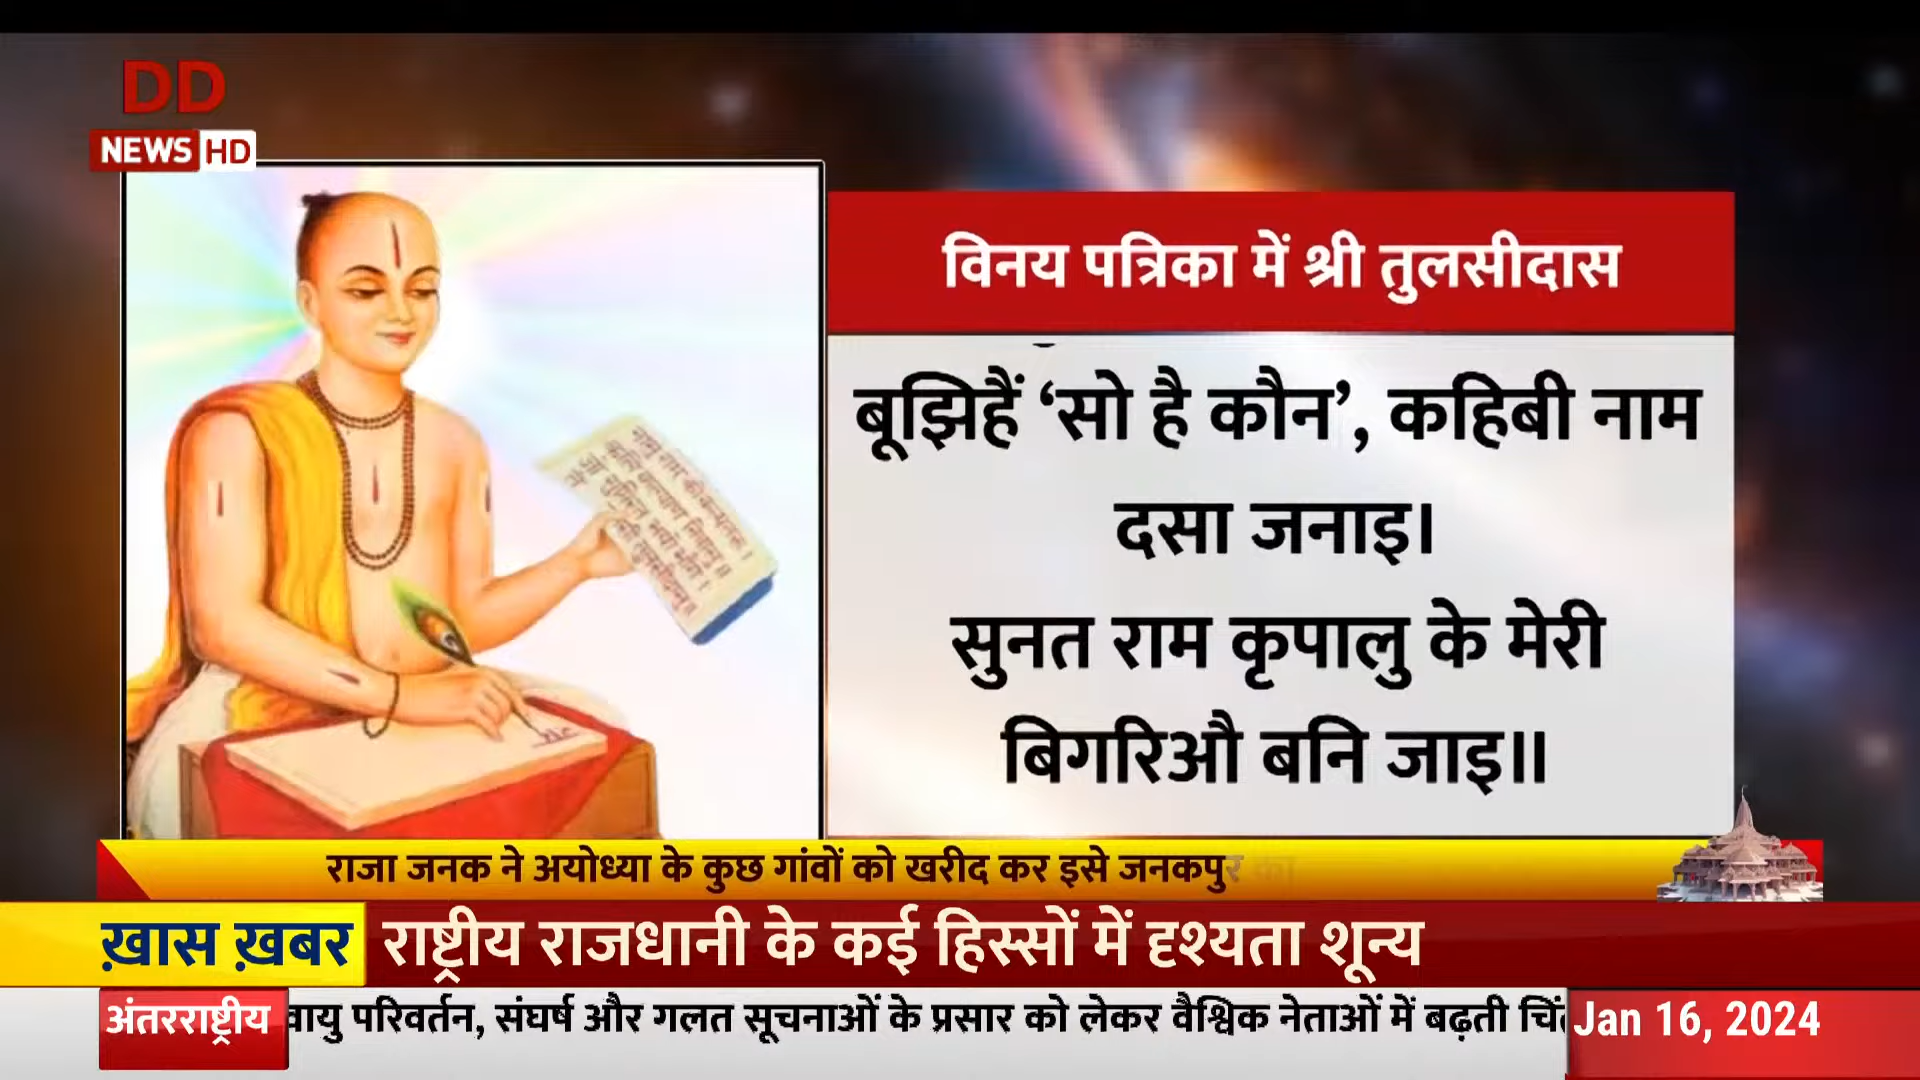 DD
NEWS HD
विनय पत्रिका में श्री तुलसीदास
बूझिहैं ‘सो है कौन’, कहिबी नाम
दसा जनाइ।
सुनत राम कृपालु के मेरी
बिगरिऔ बनि जाइ॥
राजा जनक ने अयोध्या के कुछ गांवों को खरीद कर इसे जनकपुर का
ख़ास ख़बर राष्ट्रीय राजधानी के कई हिस्सों में दृश्यता शून्य
अंतरराष्ट्रीय वायु परिवर्तन, संघर्ष और गलत सूचनाओं के प्रसार को लेकर वैश्विक नेताओं में बढ़ती Jan 16, 2024